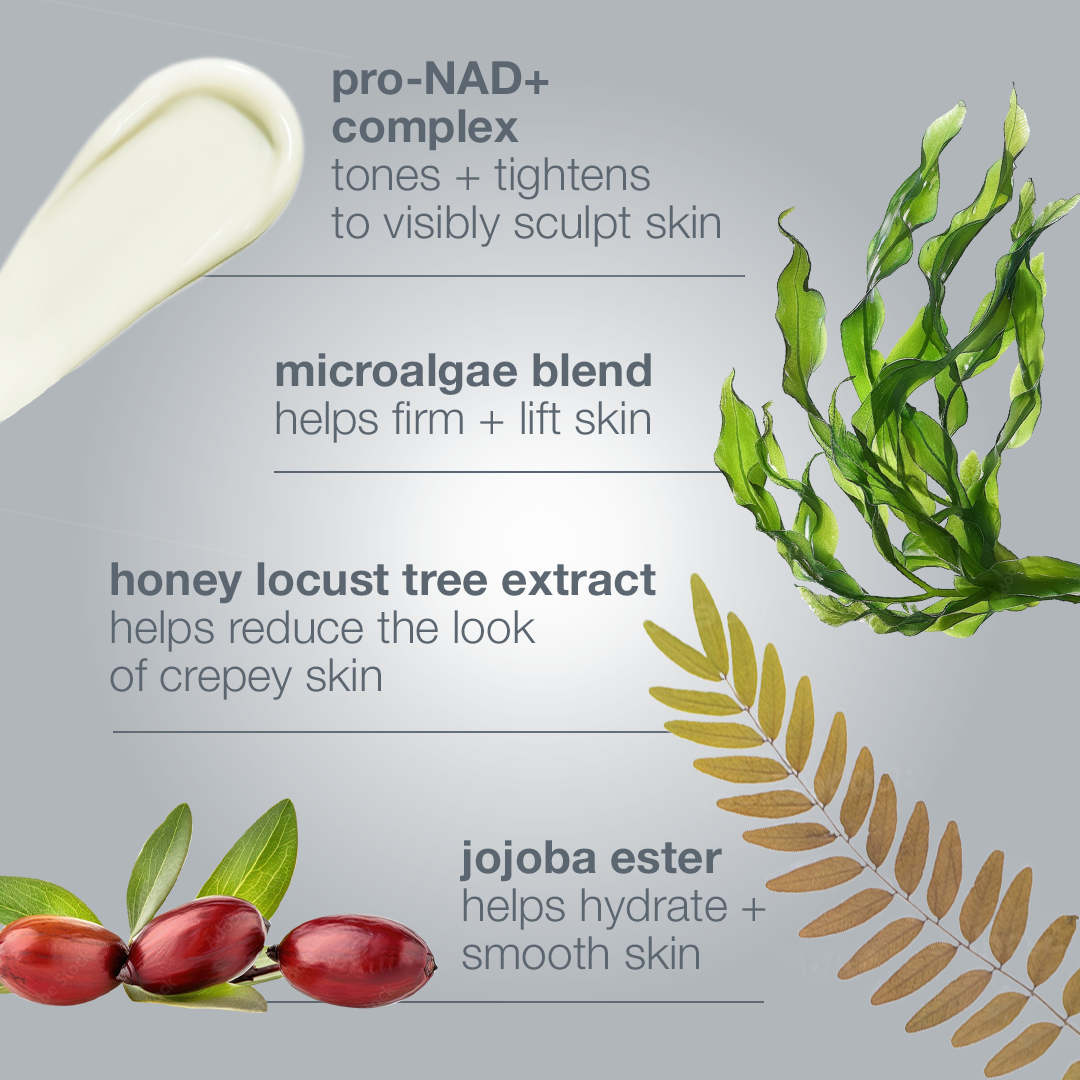 pro-NAD+
complex
tones + tightens
to visibly sculpt skin
microalgae blend
helps firm + lift skin
honey locust tree extract
helps reduce the look
of crepey skin
jojoba ester
helps hydrate +
smooth skin